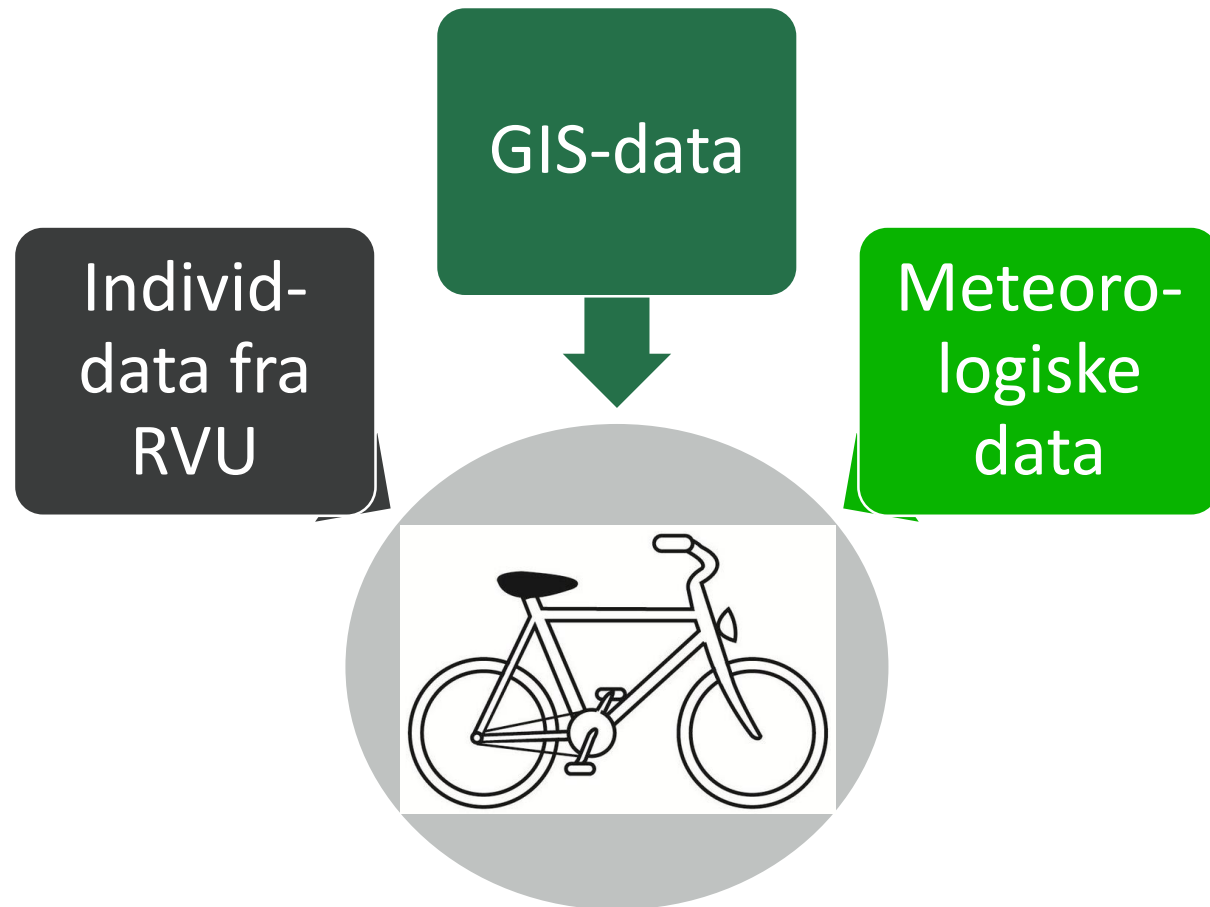 GIS-data
Individ-
data fra
RVU
Meteoro-
logiske
data